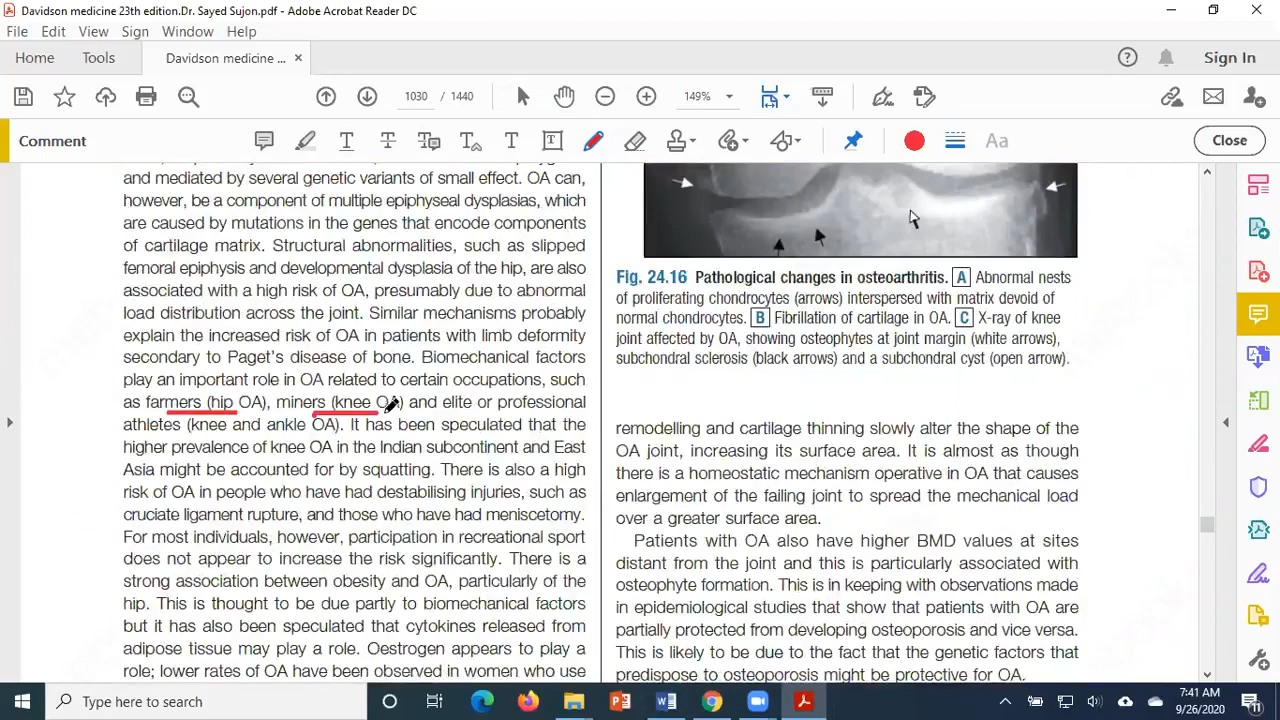 Davidson medicine 23th edition.Dr. Sayed Sujon.pdf - Adobe Acrobat Reader DC
File Edit View Sign Window Help
Home Tools Davidson medicine ... × Sign In
1030 / 1440 149%
Comment Aa Close
and mediated by several genetic variants of small effect. OA can,
however, be a component of multiple epiphyseal dysplasias, which
are caused by mutations in the genes that encode components
of cartilage matrix. Structural abnormalities, such as slipped
femoral epiphysis and developmental dysplasia of the hip, are also
associated with a high risk of OA, presumably due to abnormal
load distribution across the joint. Similar mechanisms probably
explain the increased risk of OA in patients with limb deformity
secondary to Paget's disease of bone. Biomechanical factors
play an important role in OA related to certain occupations, such
as farmers (hip OA), miners (knee OA) and elite or professional
athletes (knee and ankle OA). It has been speculated that the
higher prevalence of knee OA in the Indian subcontinent and East
Asia might be accounted for by squatting. There is also a high
risk of OA in people who have had destabilising injuries, such as
cruciate ligament rupture, and those who have had meniscetomy.
For most individuals, however, participation in recreational sport
does not appear to increase the risk significantly. There is a
strong association between obesity and OA, particularly of the
hip. This is thought to be due partly to biomechanical factors
but it has also been speculated that cytokines released from
adipose tissue may play a role. Oestrogen appears to play a
role; lower rates of OA have been observed in women who use
Fig. 24.16 Pathological changes in osteoarthritis. A Abnormal nests
of proliferating chondrocytes (arrows) interspersed with matrix devoid of
normal chondrocytes. B Fibrillation of cartilage in OA. C X-ray of knee
joint affected by OA, showing osteophytes at joint margin (white arrows),
subchondral sclerosis (black arrows) and a subchondral cyst (open arrow).
remodelling and cartilage thinning slowly alter the shape of the
OA joint, increasing its surface area. It is almost as though
there is a homeostatic mechanism operative in OA that causes
enlargement of the failing joint to spread the mechanical load
over a greater surface area.
Patients with OA also have higher BMD values at sites
distant from the joint and this is particularly associated with
osteophyte formation. This is in keeping with observations made
in epidemiological studies that show that patients with OA are
partially protected from developing osteoporosis and vice versa.
This is likely to be due to the fact that the genetic factors that
predispose to osteoporosis might be protective for OA.
Type here to search
7:41 AM
9/26/2020
11